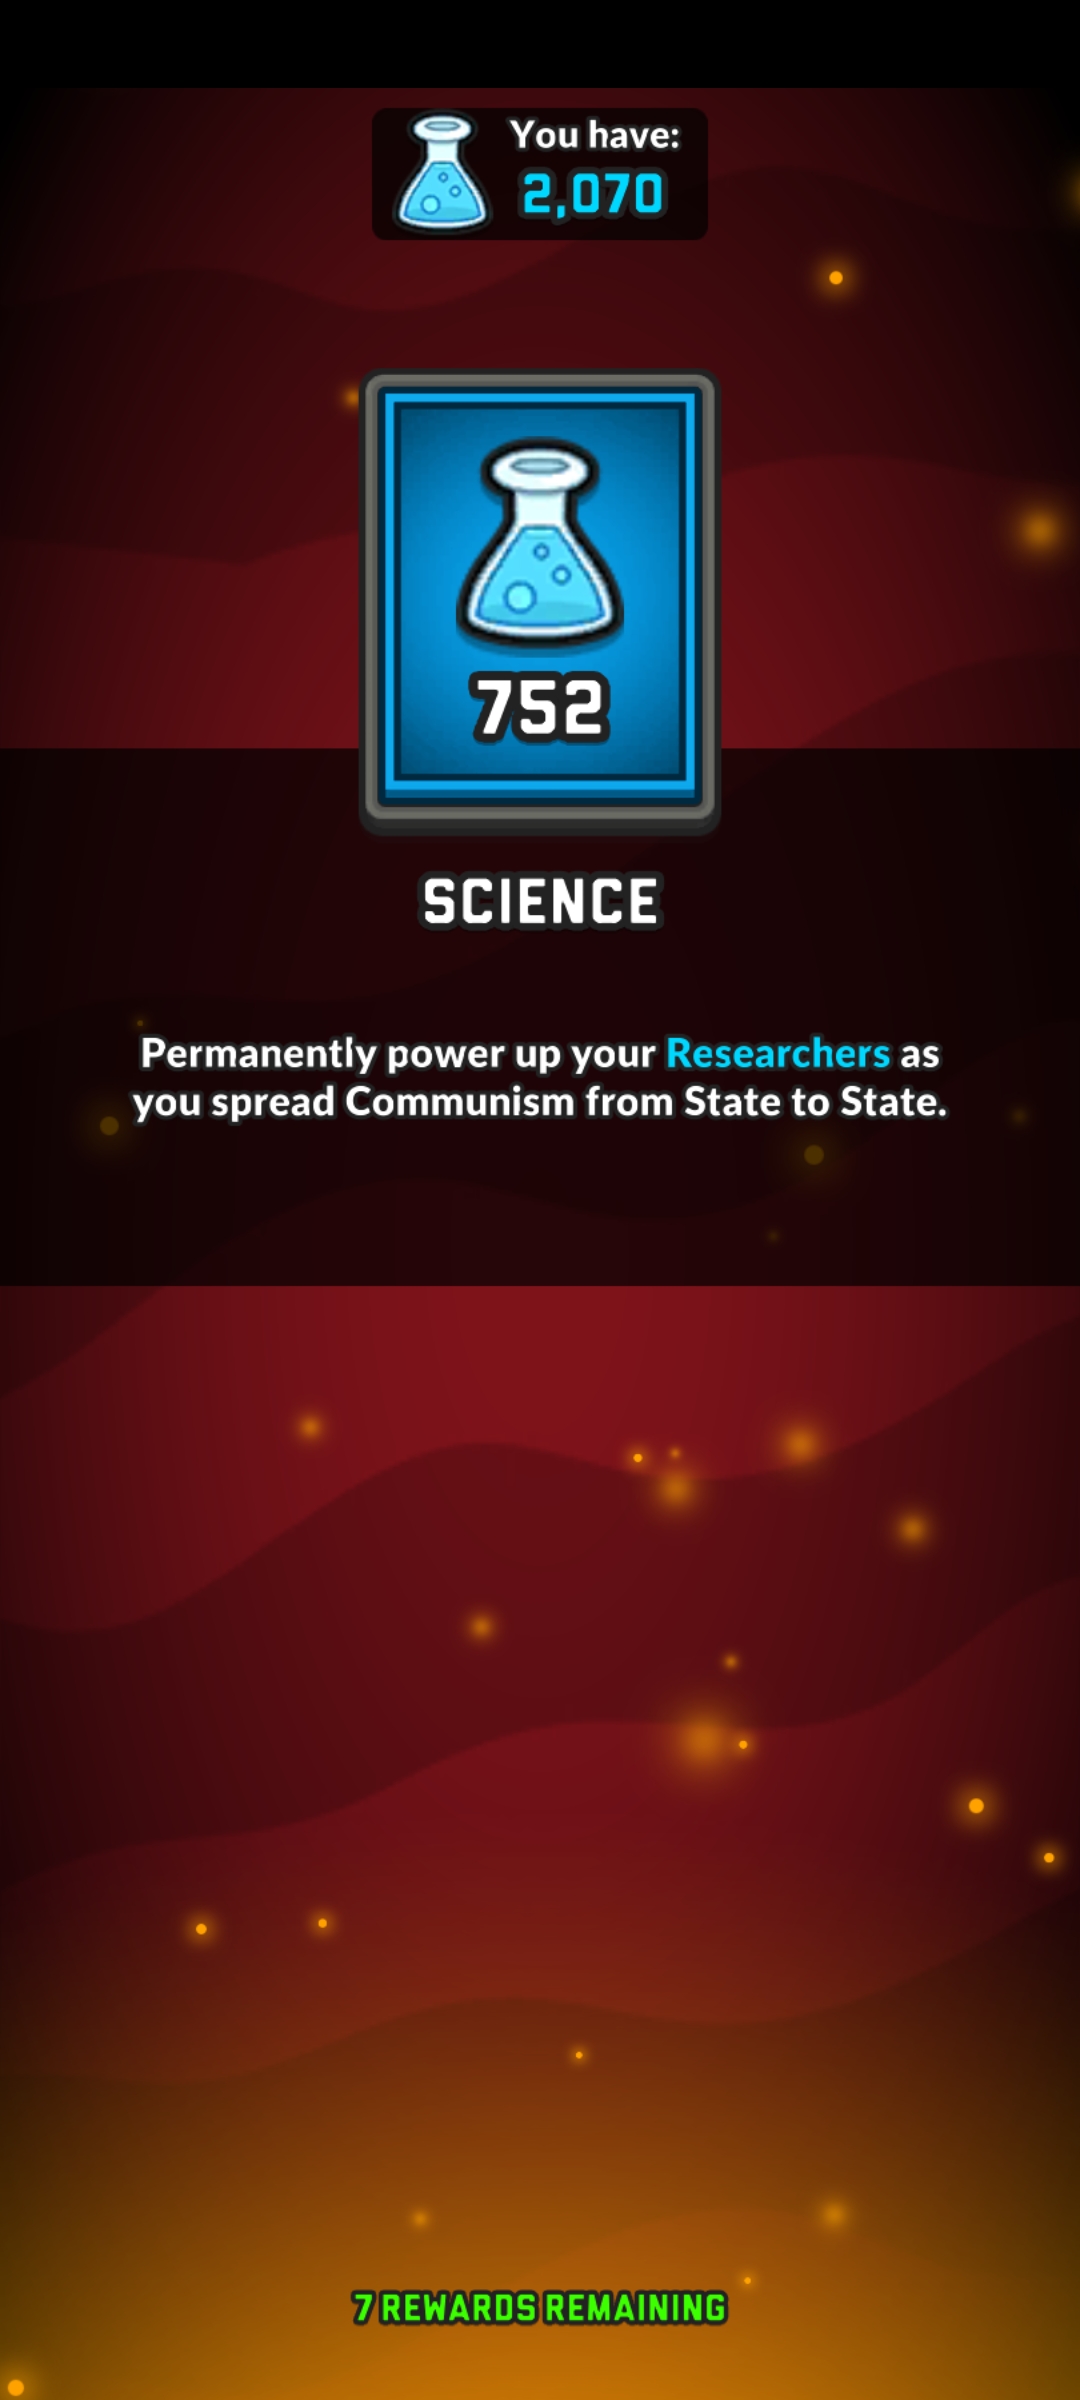 You have:
2,070
752
SCIENCE
Permanently power up your Researchers as
you spread Communism from State to State.
7 REWARDS REMAINING